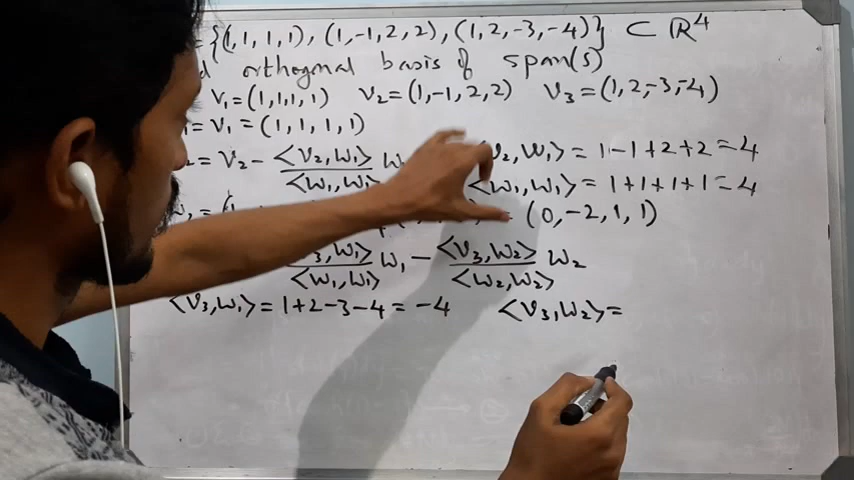 = {(1,1,1,1), (1,-1,2,2), (1,2,-3,-4)} ⊂ ℝ⁴
orthogonal basis of span(s)
V₁ = (1,1,1,1) V₂ = (1,-1,2,2) V₃ = (1,2,-3,-4)
= V₁ = (1,1,1,1)
= V₂ - <V₂,W₁>/<W₁,W₁> W <V₂,W₁> = 1-1+2+2 = 4
<W₁,W₁> = 1+1+1+1 = 4
= (0,-2,1,1)
<V₃,W₁>/<W₁,W₁> W₁ - <V₃,W₂>/<W₂,W₂> W₂
<V₃,W₁> = 1+2-3-4 = -4 <V₃,W₂> =